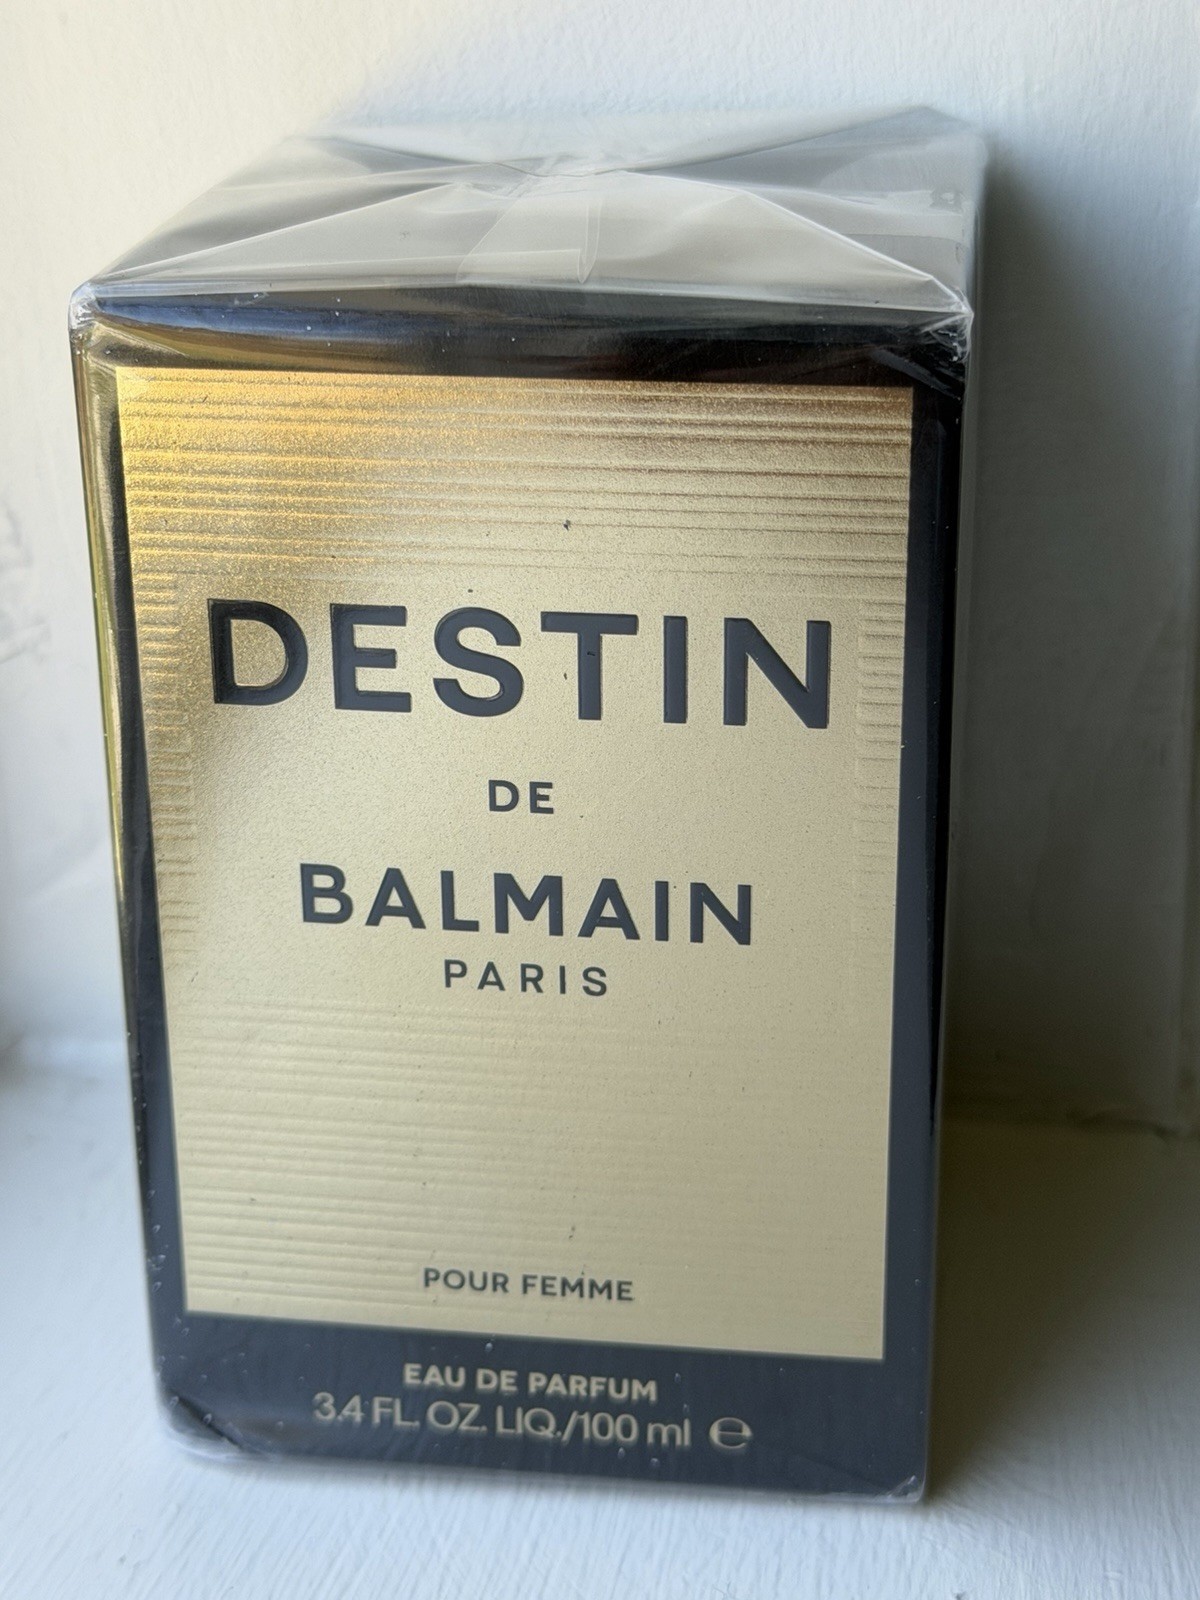 DESTIN
DE
BALMAIN
PARIS
POUR FEMME
EAU DE PARFUM
3.4 FL. OZ. LIQ./100 ml ℮